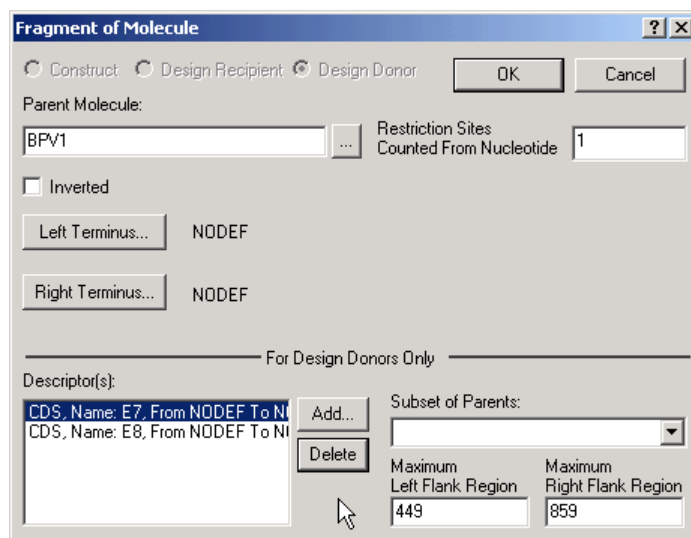 Fragment of Molecule
Construct Design Recipient Design Donor OK Cancel
Parent Molecule:
BPV1 ... Restriction Sites
Counted From Nucleotide 1
Inverted
Left Terminus... NODEF
Right Terminus... NODEF
For Design Donors Only
Descriptor(s):
CDS, Name: E7, From NODEF To
CDS, Name: E8, From NODEF To
Add...
Delete
Subset of Parents:
Maximum
Left Flank Region
449
Maximum
Right Flank Region
859